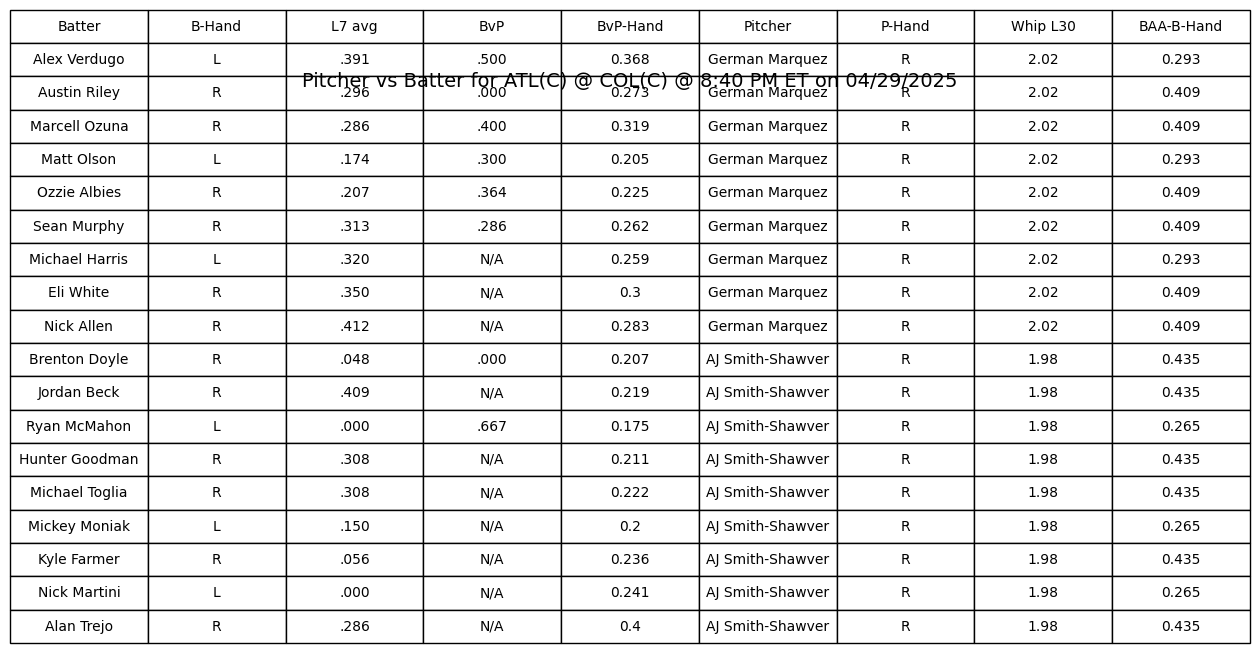 Batter B-Hand L7 avg BvP BvP-Hand Pitcher P-Hand Whip L30 BAA-B-Hand
Alex Verdugo L .391 .500 0.368 German Marquez R 2.02 0.293
Pitcher vs Batter for ATL(C) @ COL(C) @ 8:40 PM ET on 04/29/2025
Austin Riley R .296 .000 0.273 German Marquez R 2.02 0.409
Marcell Ozuna R .286 .400 0.319 German Marquez R 2.02 0.409
Matt Olson L .174 .300 0.205 German Marquez R 2.02 0.293
Ozzie Albies R .207 .364 0.225 German Marquez R 2.02 0.409
Sean Murphy R .313 .286 0.262 German Marquez R 2.02 0.409
Michael Harris L .320 N/A 0.259 German Marquez R 2.02 0.293
Eli White R .350 N/A 0.3 German Marquez R 2.02 0.409
Nick Allen R .412 N/A 0.283 German Marquez R 2.02 0.409
Brenton Doyle R .048 .000 0.207 AJ Smith-Shawver R 1.98 0.435
Jordan Beck R .409 N/A 0.219 AJ Smith-Shawver R 1.98 0.435
Ryan McMahon L .000 .667 0.175 AJ Smith-Shawver R 1.98 0.265
Hunter Goodman R .308 N/A 0.211 AJ Smith-Shawver R 1.98 0.435
Michael Toglia R .308 N/A 0.222 AJ Smith-Shawver R 1.98 0.435
Mickey Moniak L .150 N/A 0.2 AJ Smith-Shawver R 1.98 0.265
Kyle Farmer R .056 N/A 0.236 AJ Smith-Shawver R 1.98 0.435
Nick Martini L .000 N/A 0.241 AJ Smith-Shawver R 1.98 0.265
Alan Trejo R .286 N/A 0.4 AJ Smith-Shawver R 1.98 0.435